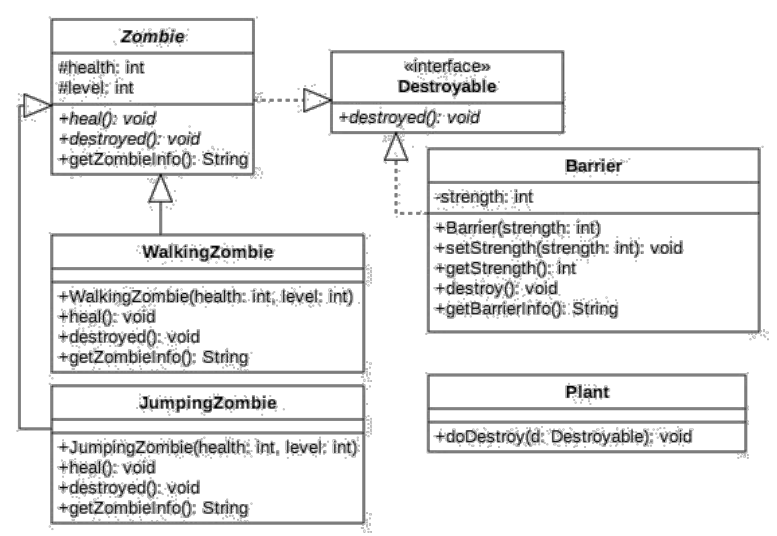 Zombie
#health: int
#level: int
+heal(): void
+destroyed(): void
+getZombieInfo(): String
«interface»
Destroyable
+destroyed(): void
Barrier
-strength: int
+Barrier(strength: int)
+setStrength(strength: int): void
+getStrength(): int
+destroy(): void
+getBarrierInfo(): String
WalkingZombie
+WalkingZombie(health: int, level: int)
+heal(): void
+destroyed(): void
+getZombieInfo(): String
JumpingZombie
+JumpingZombie(health: int, level: int)
+heal(): void
+destroyed(): void
+getZombieInfo(): String
Plant
+doDestroy(d: Destroyable): void